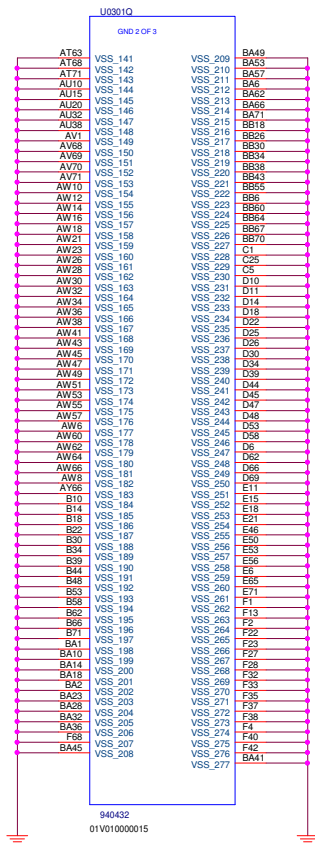 U0301Q
GND 2 OF 3
AT63 VSS_141 VSS_209 BA49
AT68 VSS_142 VSS_210 BA53
AT71 VSS_143 VSS_211 BA57
AU10 VSS_144 VSS_212 BA6
AU15 VSS_145 VSS_213 BA62
AU20 VSS_146 VSS_214 BA66
AU32 VSS_147 VSS_215 BA71
AU38 VSS_148 VSS_216 BB18
AV1 VSS_149 VSS_217 BB26
AV68 VSS_150 VSS_218 BB30
AV69 VSS_151 VSS_219 BB34
AV70 VSS_152 VSS_220 BB38
AV71 VSS_153 VSS_221 BB43
AW10 VSS_154 VSS_222 BB55
AW12 VSS_155 VSS_223 BB6
AW14 VSS_156 VSS_224 BB60
AW16 VSS_157 VSS_225 BB64
AW18 VSS_158 VSS_226 BB67
AW21 VSS_159 VSS_227 BB70
AW23 VSS_160 VSS_228 C1
AW26 VSS_161 VSS_229 C25
AW28 VSS_162 VSS_230 C5
AW30 VSS_163 VSS_231 D10
AW32 VSS_164 VSS_232 D11
AW34 VSS_165 VSS_233 D14
AW36 VSS_166 VSS_234 D18
AW38 VSS_167 VSS_235 D22
AW41 VSS_168 VSS_236 D25
AW43 VSS_169 VSS_237 D26
AW45 VSS_170 VSS_238 D30
AW47 VSS_171 VSS_239 D34
AW49 VSS_172 VSS_240 D39
AW51 VSS_173 VSS_241 D44
AW53 VSS_174 VSS_242 D45
AW55 VSS_175 VSS_243 D47
AW57 VSS_176 VSS_244 D48
AW6 VSS_177 VSS_245 D53
AW60 VSS_178 VSS_246 D58
AW62 VSS_179 VSS_247 D6
AW64 VSS_180 VSS_248 D62
AW66 VSS_181 VSS_249 D66
AW8 VSS_182 VSS_250 D69
AY66 VSS_183 VSS_251 E11
B10 VSS_184 VSS_252 E15
B14 VSS_185 VSS_253 E18
B18 VSS_186 VSS_254 E21
B22 VSS_187 VSS_255 E46
B30 VSS_188 VSS_256 E50
B34 VSS_189 VSS_257 E53
B39 VSS_190 VSS_258 E56
B44 VSS_191 VSS_259 E6
B48 VSS_192 VSS_260 E65
B53 VSS_193 VSS_261 E71
B58 VSS_194 VSS_262 F1
B62 VSS_195 VSS_263 F13
B66 VSS_196 VSS_264 F2
B71 VSS_197 VSS_265 F22
BA1 VSS_198 VSS_266 F23
BA10 VSS_199 VSS_267 F27
BA14 VSS_200 VSS_268 F28
BA18 VSS_201 VSS_269 F32
BA2 VSS_202 VSS_270 F33
BA23 VSS_203 VSS_271 F35
BA28 VSS_204 VSS_272 F37
BA32 VSS_205 VSS_273 F38
BA36 VSS_206 VSS_274 F4
F68 VSS_207 VSS_275 F40
BA45 VSS_208 VSS_276 F42
VSS_277 BA41
940432
01V010000015